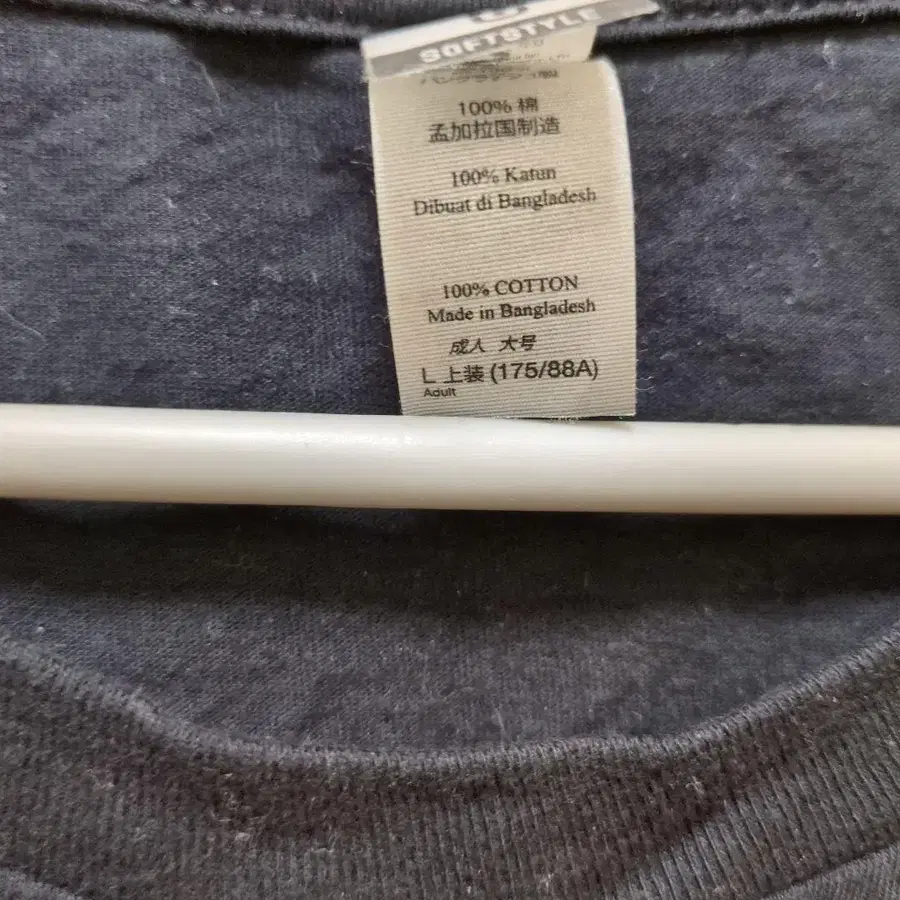 SOFTSTYLE
100% 棉
孟加拉国制造
100% Katun
Dibuat di Bangladesh
100% COTTON
Made in Bangladesh
成人 大号
L 上装 (175/88A)
Adult